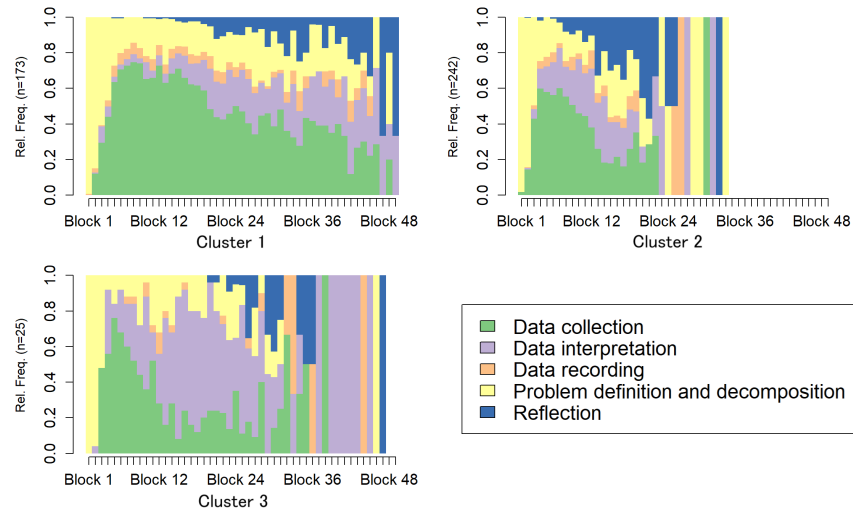 Rel. Freq. (n=173)
0.0 0.2 0.4 0.6 0.8 1.0
Block 1 Block 12 Block 24 Block 36 Block 48
Cluster 1
Rel. Freq. (n=242)
0.0 0.2 0.4 0.6 0.8 1.0
Block 1 Block 12 Block 24 Block 36 Block 48
Cluster 2
Rel. Freq. (n=25)
0.0 0.2 0.4 0.6 0.8 1.0
Block 1 Block 12 Block 24 Block 36 Block 48
Cluster 3
Data collection
Data interpretation
Data recording
Problem definition and decomposition
Reflection